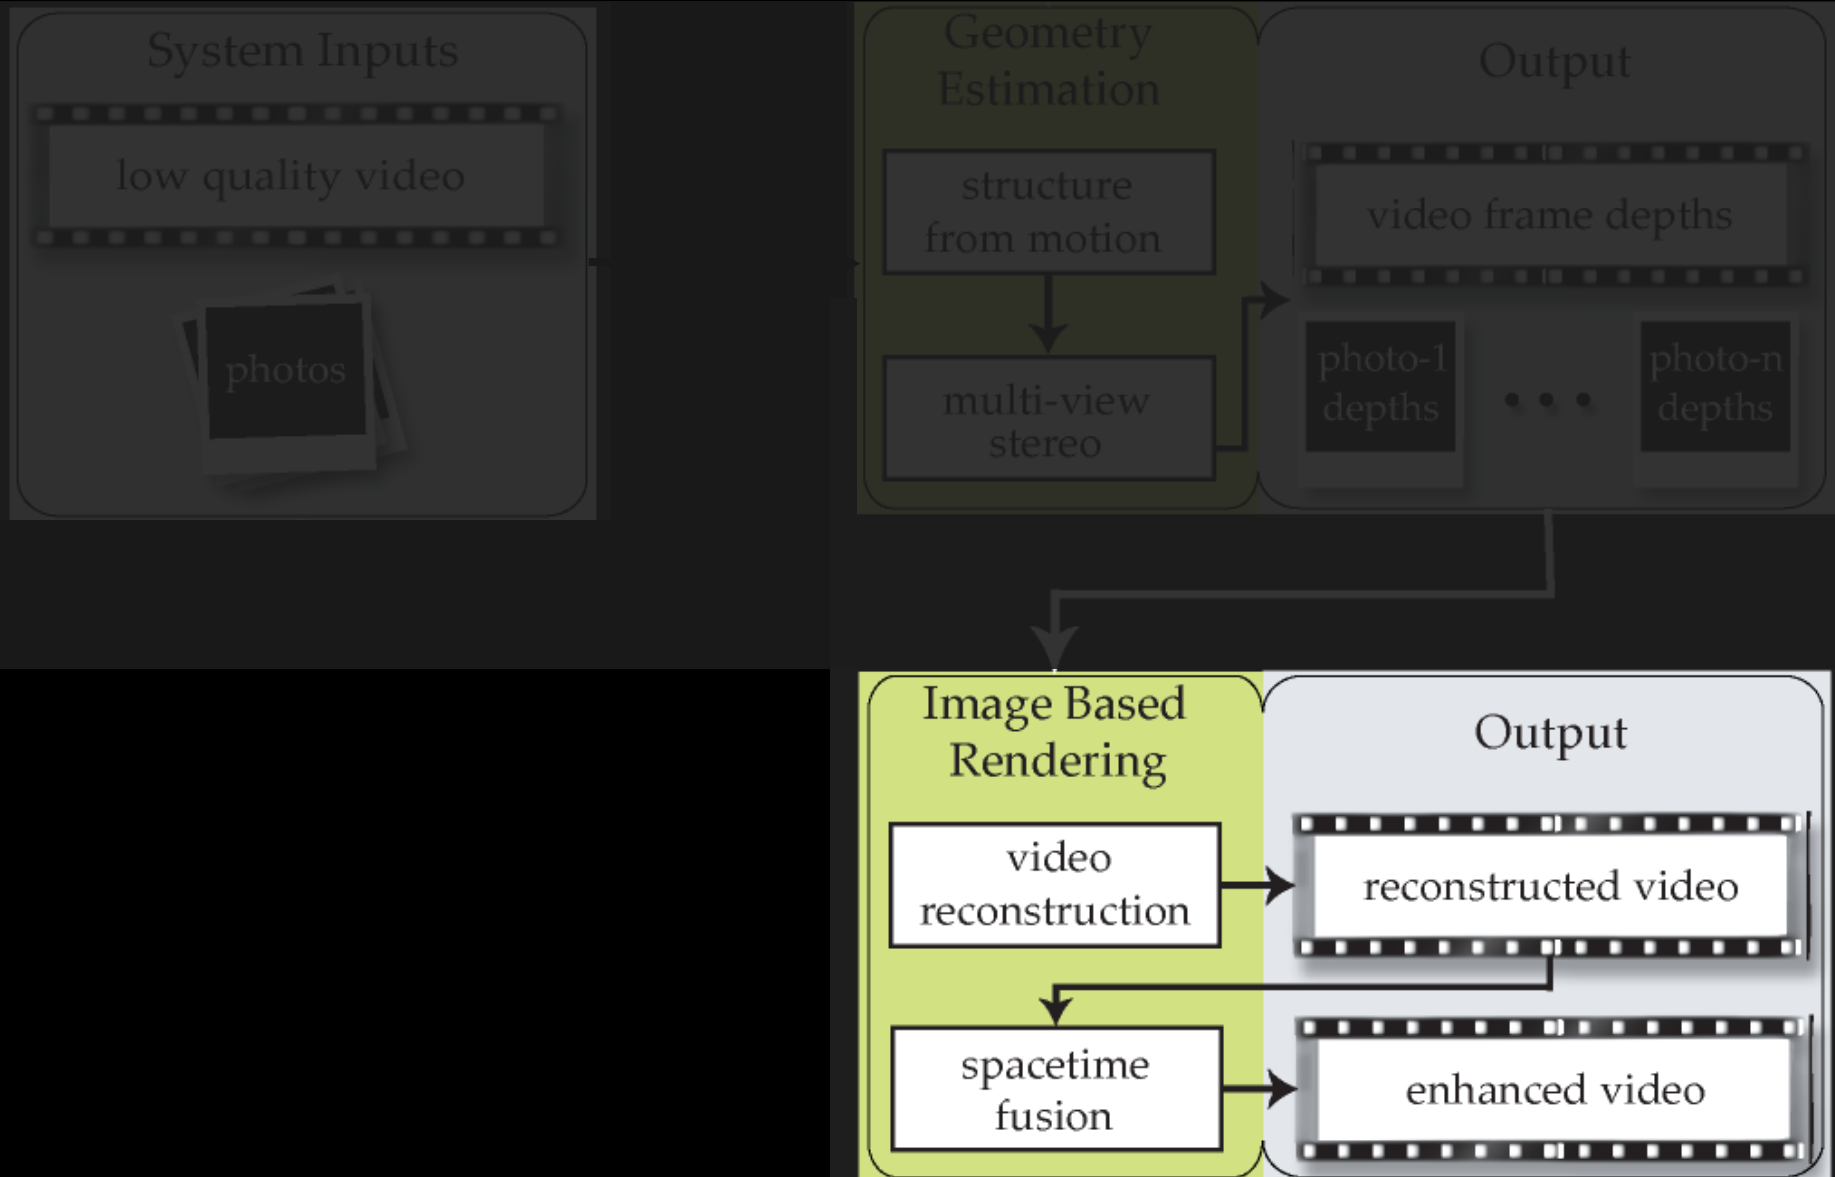 System Inputs
low quality video
photos
Geometry
Estimation
structure
from motion
multi-view
stereo
Output
video frame depths
photo-1
depths
photo-n
depths
Image Based
Rendering
video
reconstruction
spacetime
fusion
Output
reconstructed video
enhanced video